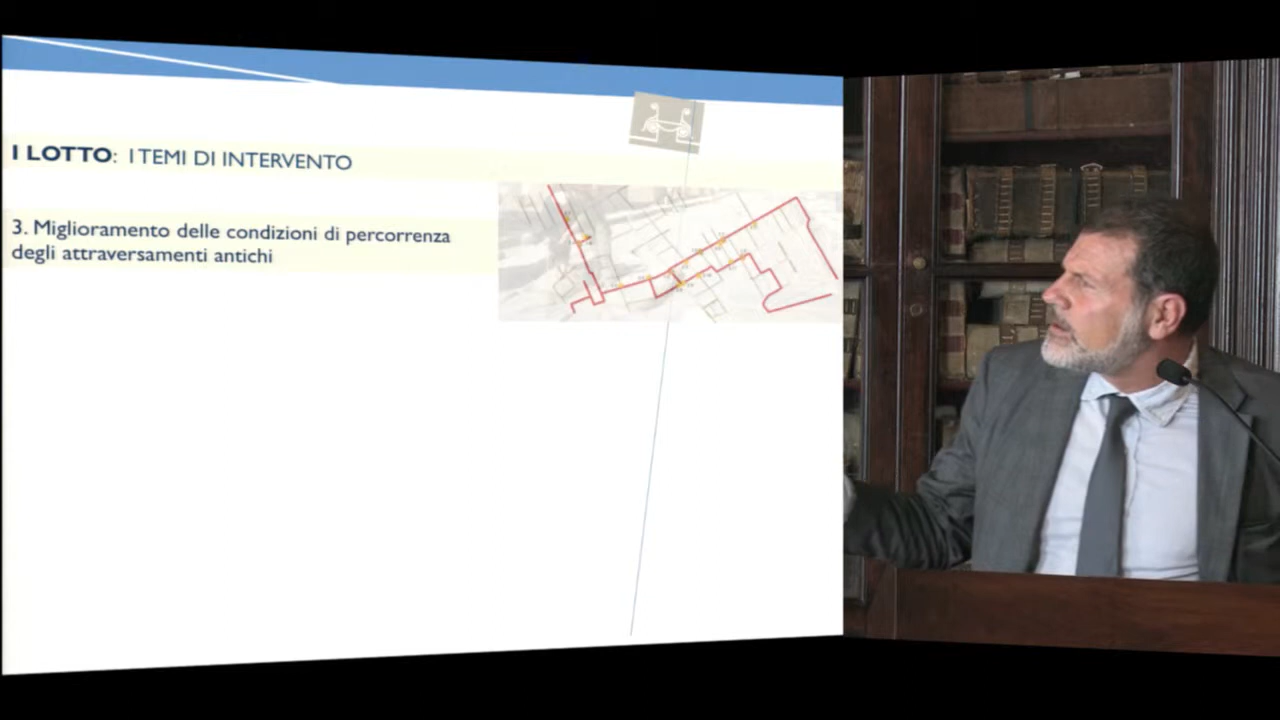 I LOTTO: I TEMI DI INTERVENTO
3. Miglioramento delle condizioni di percorrenza
degli attraversamenti antichi